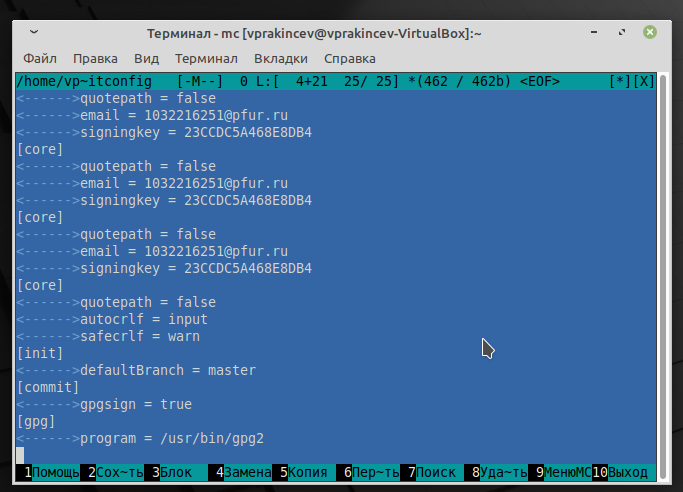 Терминал - mc [vprakincev@vprakincev-VirtualBox]:~
Файл Правка Вид Терминал Вкладки Справка
/home/vp~itconfig [-M--] 0 L:[ 4+21 25/ 25] *(462 / 462b) <EOF> [*][X]
<------>quotepath = false
<------>email = 1032216251@pfur.ru
<------>signingkey = 23CCDC5A468E8DB4
[core]
<------>quotepath = false
<------>email = 1032216251@pfur.ru
<------>signingkey = 23CCDC5A468E8DB4
[core]
<------>quotepath = false
<------>email = 1032216251@pfur.ru
<------>signingkey = 23CCDC5A468E8DB4
[core]
<------>quotepath = false
<------>autocrlf = input
<------>safecrlf = warn
[init]
<------>defaultBranch = master
[commit]
<------>gpgsign = true
[gpg]
<------>program = /usr/bin/gpg2
1Помощь 2Сох~ть 3Блок 4Замена 5Копия 6Пер~ть 7Поиск 8Уда~ть 9МенюMC 10Выход